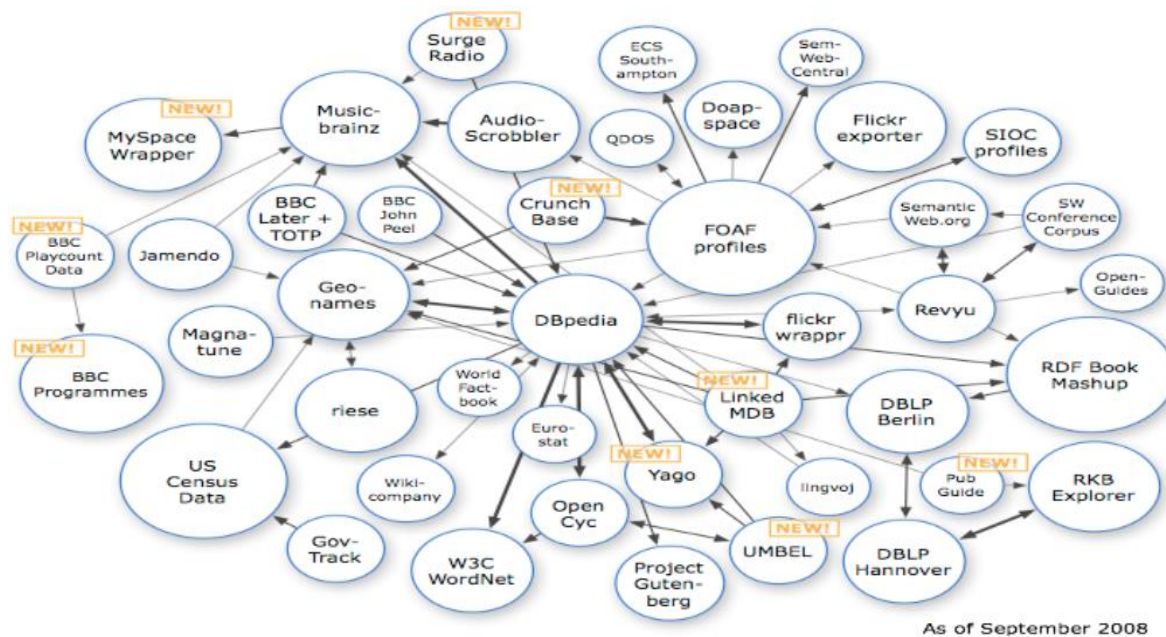 NEW!
Surge
Radio
ECS
South-
ampton
Sem-
Web-
Central
NEW!
MySpace
Wrapper
Music-
brainz
Audio-
Scrobbler
QDOS
Doap-
space
Flickr
exporter
SIOC
profiles
NEW!
BBC
Playcount
Data
Jamendo
BBC
Later +
TOTP
BBC
John
Peel
NEW!
Crunch
Base
FOAF
profiles
Semantic
Web.org
SW
Conference
Corpus
Geo-
names
DBpedia
flickr
wrappr
Revyu
Open-
Guides
Magna-
tune
NEW!
BBC
Programmes
riese
World
Fact-
book
Euro-
stat
NEW!
Linked
MDB
DBLP
Berlin
RDF Book
Mashup
US
Census
Data
Wiki-
company
Open
Cyc
NEW!
Yago
lingvoj
NEW!
Pub
Guide
RKB
Explorer
Gov-
Track
W3C
WordNet
Project
Guten-
berg
NEW!
UMBEL
DBLP
Hannover
As of September 2008